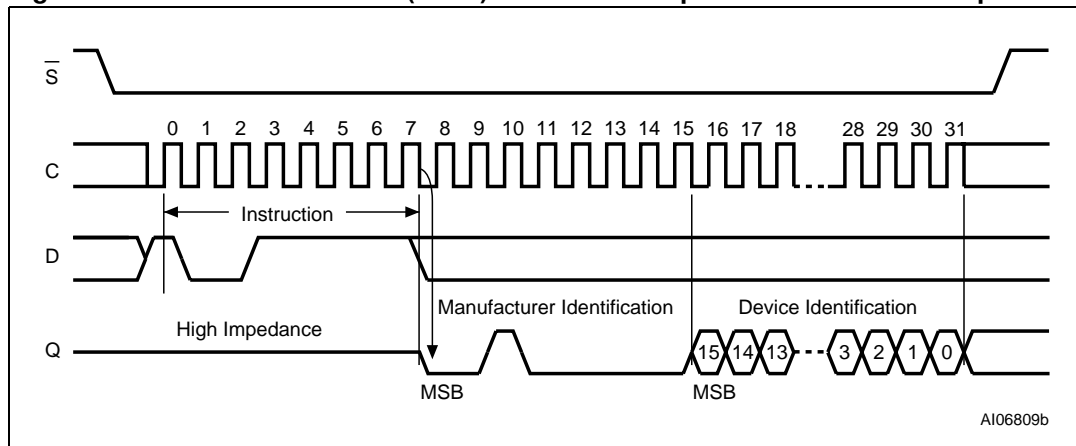 S
0 1 2 3 4 5 6 7 8 9 10 11 12 13 14 15 16 17 18 28 29 30 31
C
Instruction
D
Manufacturer Identification Device Identification
High Impedance
Q 15 14 13 3 2 1 0
MSB MSB
AI06809b